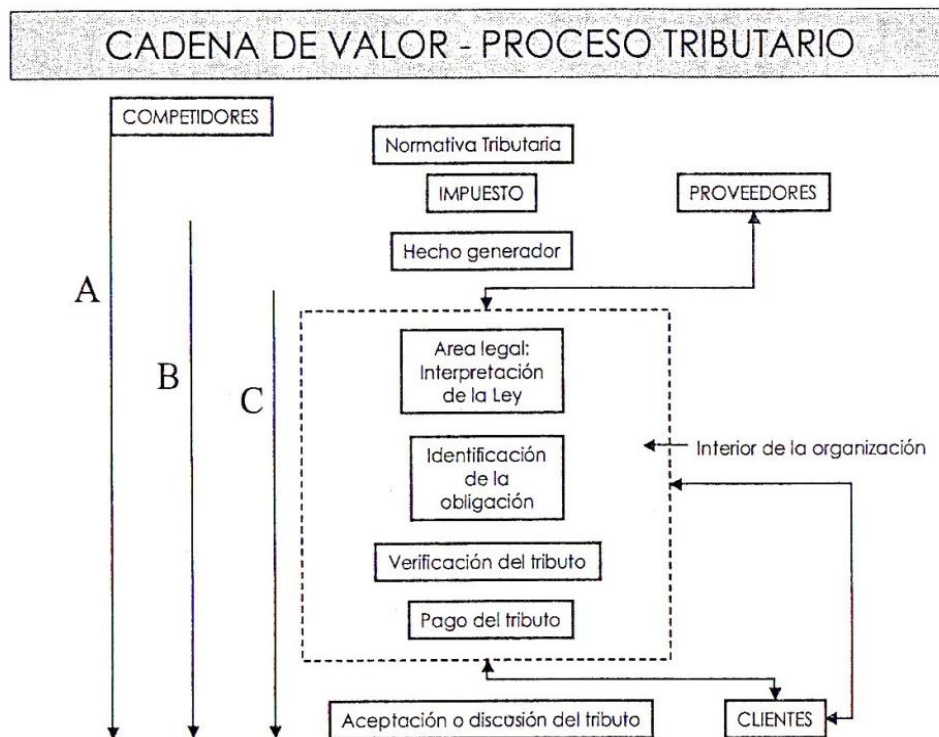 CADENA DE VALOR - PROCESO TRIBUTARIO
COMPETIDORES
Normativa Tributaria
IMPUESTO
PROVEEDORES
Hecho generador
A
B
C
Area legal:
Interpretación
de la Ley
Interior de la organización
Identificación
de la
obligación
Verificación del tributo
Pago del tributo
Aceptación o discusión del tributo
CLIENTES